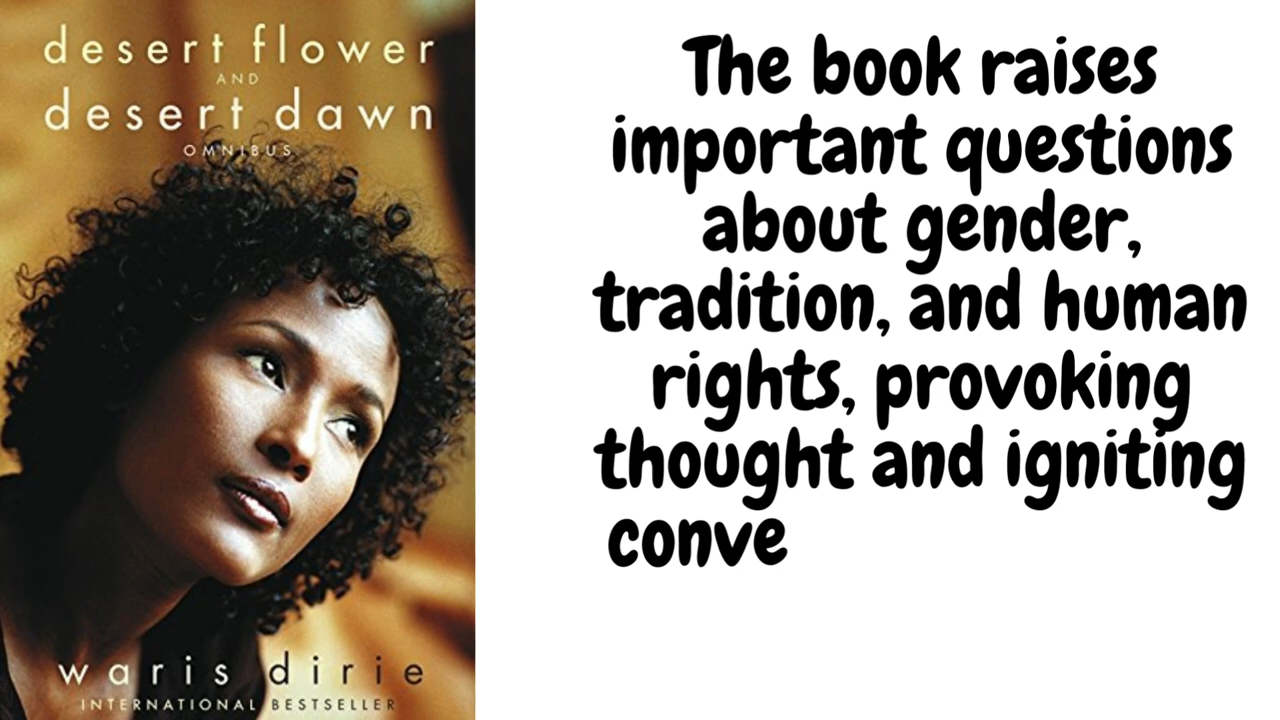 desert flower
AND
desert dawn
OMNIBUS
waris dirie
INTERNATIONAL BESTSELLER
The book raises
important questions
about gender,
tradition, and human
rights, provoking
thought and igniting
conve